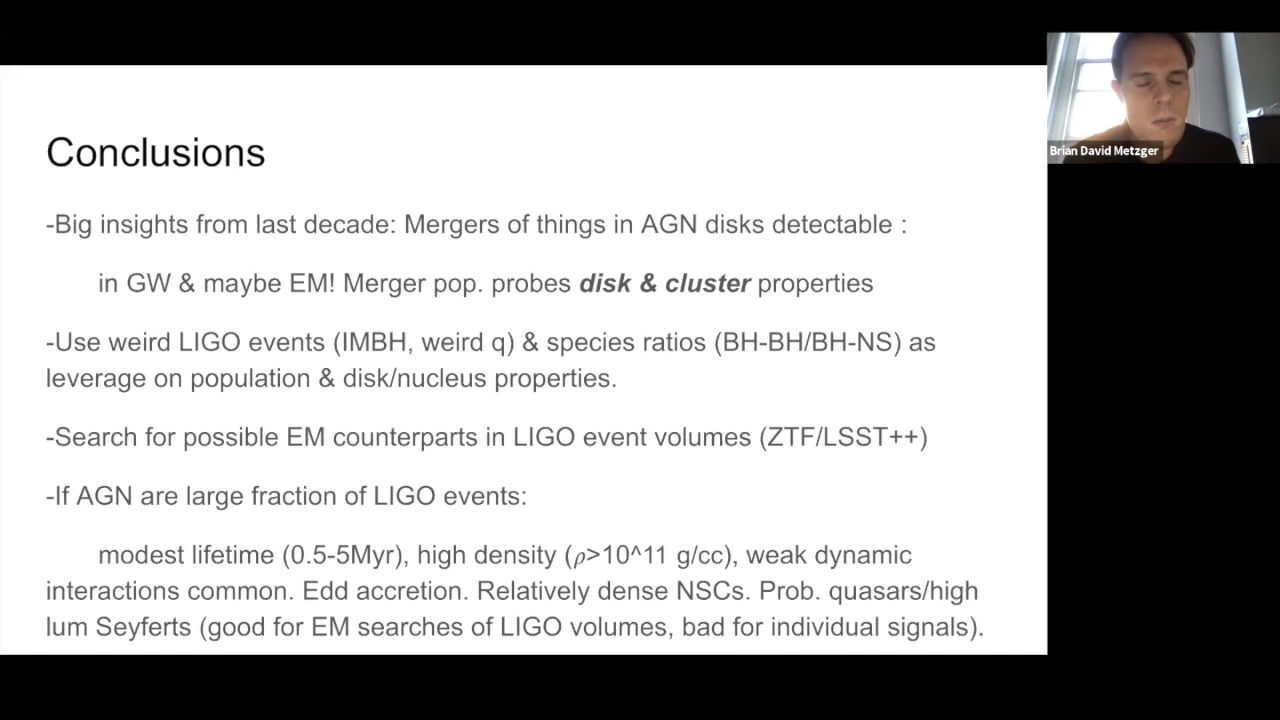 Conclusions
-Big insights from last decade: Mergers of things in AGN disks detectable :
in GW & maybe EM! Merger pop. probes disk & cluster properties
-Use weird LIGO events (IMBH, weird q) & species ratios (BH-BH/BH-NS) as
leverage on population & disk/nucleus properties.
-Search for possible EM counterparts in LIGO event volumes (ZTF/LSST++)
-If AGN are large fraction of LIGO events:
modest lifetime (0.5-5Myr), high density (𝜌>10^11 g/cc), weak dynamic
interactions common. Edd accretion. Relatively dense NSCs. Prob. quasars/high
lum Seyferts (good for EM searches of LIGO volumes, bad for individual signals).
Brian David Metzger